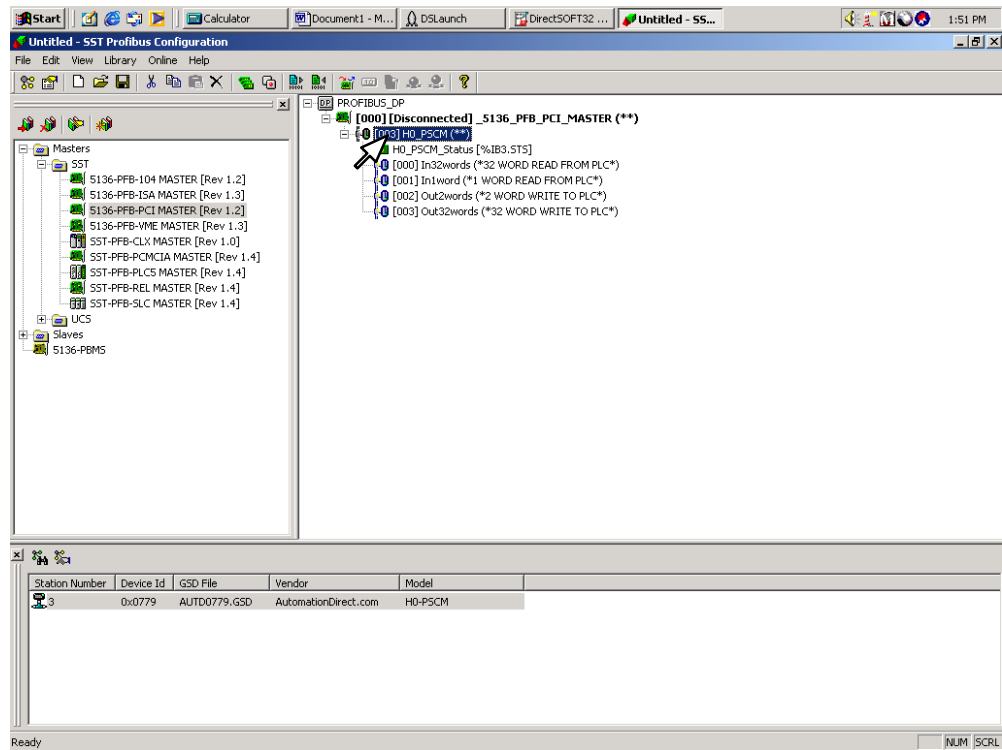 Start Calculator Document1 - M... DSLaunch DirectSOFT32 ... Untitled - SS... 1:51 PM
Untitled - SST Profibus Configuration
File Edit View Library Online Help
PROFIBUS_DP
[000] [Disconnected] _5136_PFB_PCI_MASTER (**)
[003] H0_PSCM (**)
H0_PSCM_Status [%IB3.STS]
[000] In32words (*32 WORD READ FROM PLC*)
[001] In1word (*1 WORD READ FROM PLC*)
[002] Out2words (*2 WORD WRITE TO PLC*)
[003] Out32words (*32 WORD WRITE TO PLC*)
Masters
SST
5136-PFB-104 MASTER [Rev 1.2]
5136-PFB-ISA MASTER [Rev 1.3]
5136-PFB-PCI MASTER [Rev 1.2]
5136-PFB-VME MASTER [Rev 1.3]
SST-PFB-CLX MASTER [Rev 1.0]
SST-PFB-PCMCIA MASTER [Rev 1.4]
SST-PFB-PLC5 MASTER [Rev 1.4]
SST-PFB-REL MASTER [Rev 1.4]
SST-PFB-SLC MASTER [Rev 1.4]
UCS
Slaves
5136-PBMS
Station Number Device Id GSD File Vendor Model
3 0x0779 AUTD0779.GSD AutomationDirect.com H0-PSCM
Ready NUM SCRL